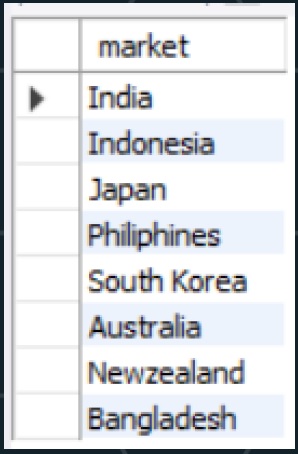 market
India
Indonesia
Japan
Philiphines
South Korea
Australia
Newzealand
Bangladesh